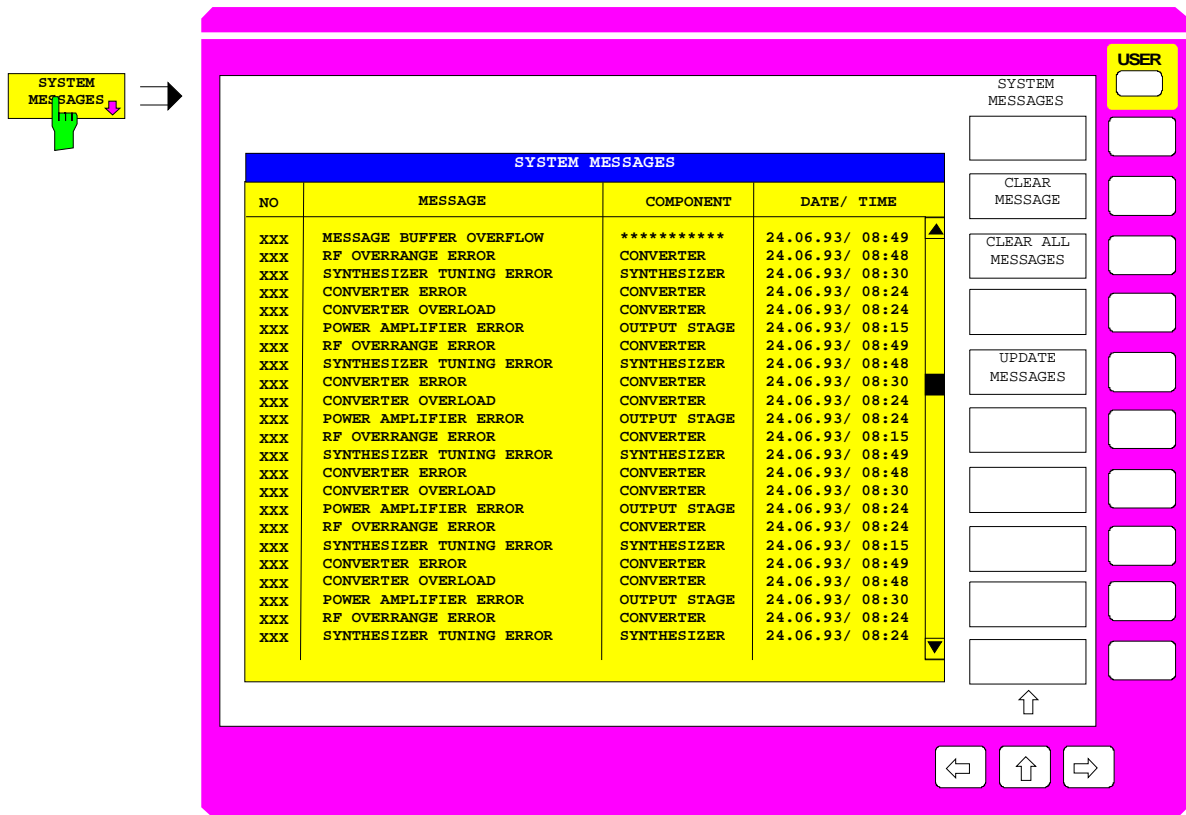 USER
SYSTEM
MESSAGES
SYSTEM
MESSAGES
SYSTEM MESSAGES
NO MESSAGE COMPONENT DATE/ TIME
XXX MESSAGE BUFFER OVERFLOW *********** 24.06.93/ 08:49
XXX RF OVERRANGE ERROR CONVERTER 24.06.93/ 08:48
XXX SYNTHESIZER TUNING ERROR SYNTHESIZER 24.06.93/ 08:30
XXX CONVERTER ERROR CONVERTER 24.06.93/ 08:24
XXX CONVERTER OVERLOAD CONVERTER 24.06.93/ 08:24
XXX POWER AMPLIFIER ERROR OUTPUT STAGE 24.06.93/ 08:15
XXX RF OVERRANGE ERROR CONVERTER 24.06.93/ 08:49
XXX SYNTHESIZER TUNING ERROR SYNTHESIZER 24.06.93/ 08:48
XXX CONVERTER ERROR CONVERTER 24.06.93/ 08:30
XXX CONVERTER OVERLOAD CONVERTER 24.06.93/ 08:24
XXX POWER AMPLIFIER ERROR OUTPUT STAGE 24.06.93/ 08:24
XXX RF OVERRANGE ERROR CONVERTER 24.06.93/ 08:15
XXX SYNTHESIZER TUNING ERROR SYNTHESIZER 24.06.93/ 08:49
XXX CONVERTER ERROR CONVERTER 24.06.93/ 08:48
XXX CONVERTER OVERLOAD CONVERTER 24.06.93/ 08:30
XXX POWER AMPLIFIER ERROR OUTPUT STAGE 24.06.93/ 08:24
XXX RF OVERRANGE ERROR CONVERTER 24.06.93/ 08:24
XXX SYNTHESIZER TUNING ERROR SYNTHESIZER 24.06.93/ 08:15
XXX CONVERTER ERROR CONVERTER 24.06.93/ 08:49
XXX CONVERTER OVERLOAD CONVERTER 24.06.93/ 08:48
XXX POWER AMPLIFIER ERROR OUTPUT STAGE 24.06.93/ 08:30
XXX RF OVERRANGE ERROR CONVERTER 24.06.93/ 08:24
XXX SYNTHESIZER TUNING ERROR SYNTHESIZER 24.06.93/ 08:24
CLEAR
MESSAGE
CLEAR ALL
MESSAGES
UPDATE
MESSAGES